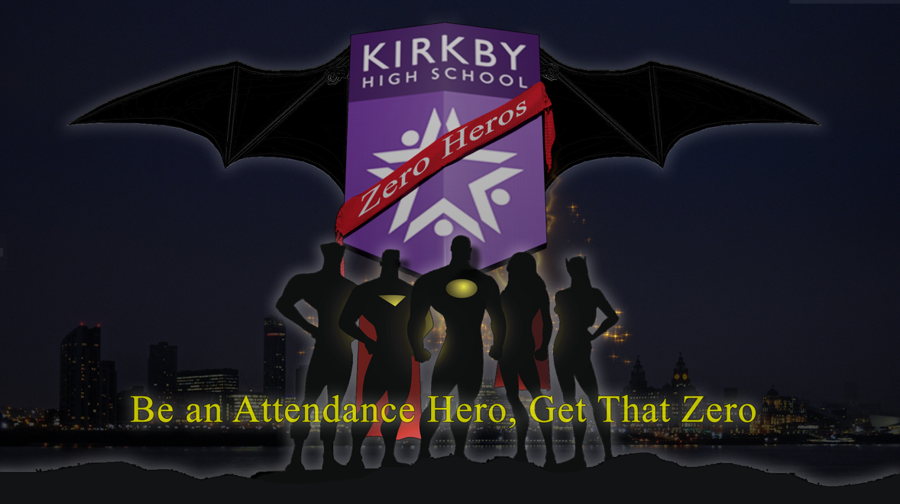 KIRKBY
HIGH SCHOOL
Zero Heros
Be an Attendance Hero, Get That Zero